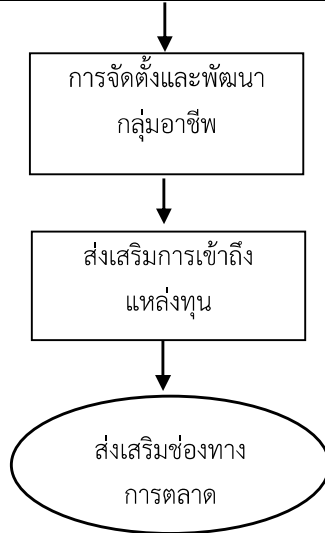 การจัดตั้งและพัฒนา
กลุ่มอาชีพ
ส่งเสริมการเข้าถึง
แหล่งทุน
ส่งเสริมช่องทาง
การตลาด